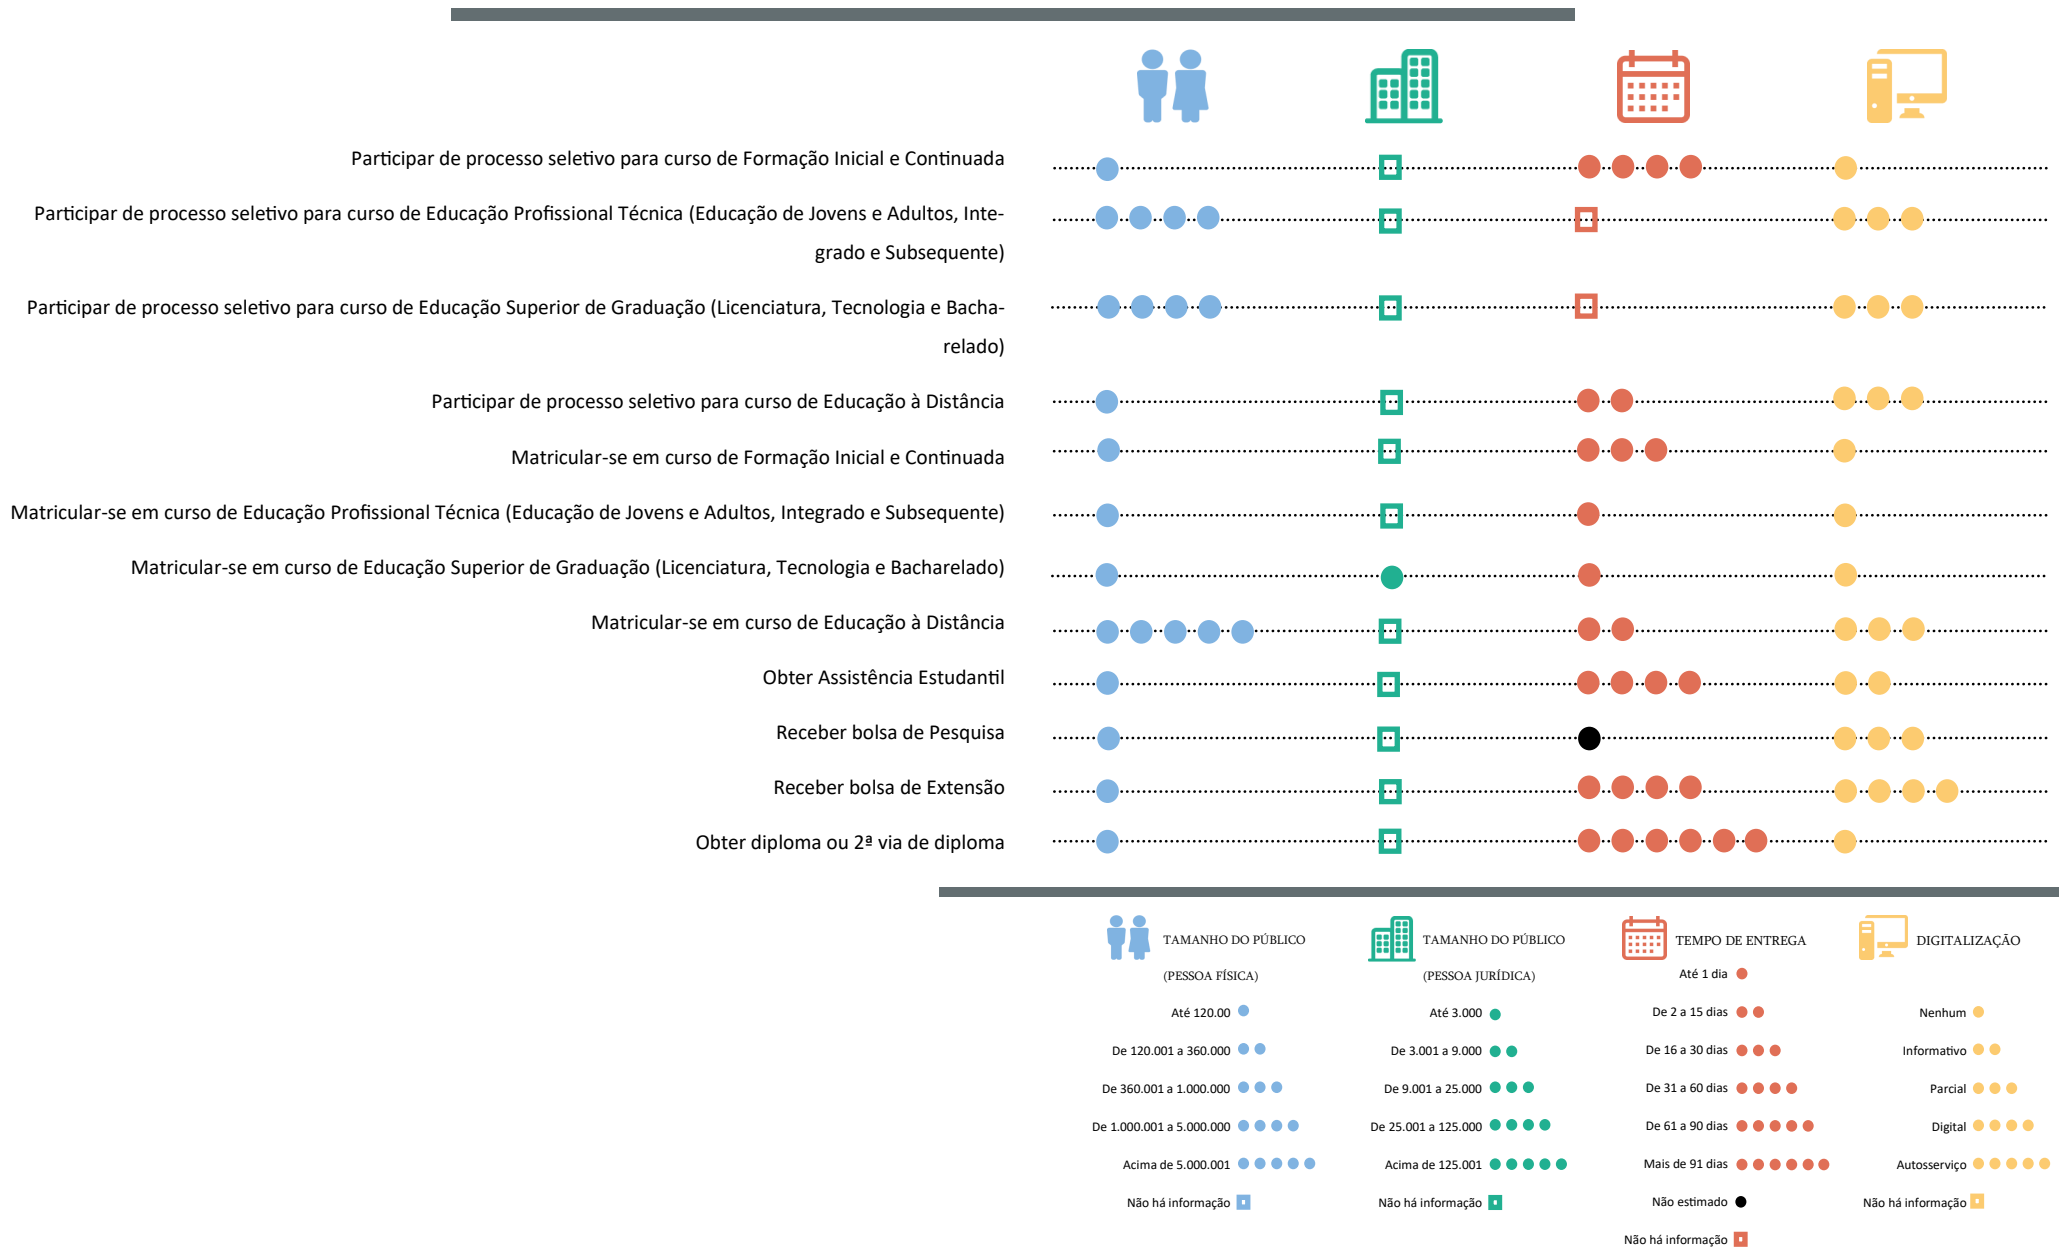 Participar de processo seletivo para curso de Formação Inicial e Continuada
Participar de processo seletivo para curso de Educação Profissional Técnica (Educação de Jovens e Adultos, Inte-
grado e Subsequente)
Participar de processo seletivo para curso de Educação Superior de Graduação (Licenciatura, Tecnologia e Bacha-
relado)
Participar de processo seletivo para curso de Educação à Distância
Matricular-se em curso de Formação Inicial e Continuada
Matricular-se em curso de Educação Profissional Técnica (Educação de Jovens e Adultos, Integrado e Subsequente)
Matricular-se em curso de Educação Superior de Graduação (Licenciatura, Tecnologia e Bacharelado)
Matricular-se em curso de Educação à Distância
Obter Assistência Estudantil
Receber bolsa de Pesquisa
Receber bolsa de Extensão
Obter diploma ou 2ª via de diploma
TAMANHO DO PÚBLICO
(PESSOA FÍSICA)
Até 120.00
De 120.001 a 360.000
De 360.001 a 1.000.000
De 1.000.001 a 5.000.000
Acima de 5.000.001
Não há informação
TAMANHO DO PÚBLICO
(PESSOA JURÍDICA)
Até 3.000
De 3.001 a 9.000
De 9.001 a 25.000
De 25.001 a 125.000
Acima de 125.001
Não há informação
TEMPO DE ENTREGA
Até 1 dia
De 2 a 15 dias
De 16 a 30 dias
De 31 a 60 dias
De 61 a 90 dias
Mais de 91 dias
Não estimado
Não há informação
DIGITALIZAÇÃO
Nenhum
Informativo
Parcial
Digital
Autosserviço
Não há informação